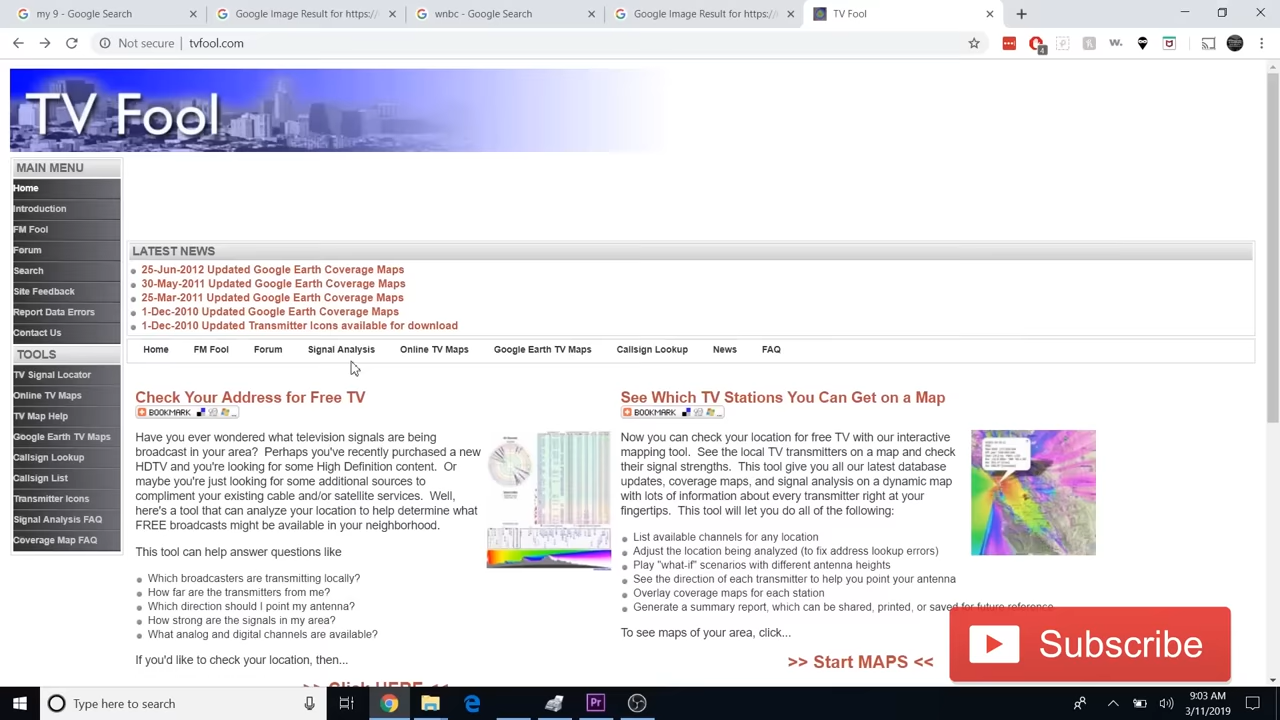 my 9 - Google Search
Google Image Result for https:/
wnbc - Google Search
Google Image Result for https:/
TV Fool
Not secure
tvfool.com
4
w.
TV Fool
MAIN MENU
Home
Introduction
FM Fool
Forum
Search
Site Feedback
Report Data Errors
Contact Us
TOOLS
TV Signal Locator
Online TV Maps
TV Map Help
Google Earth TV Maps
Callsign Lookup
Callsign List
Transmitter Icons
Signal Analysis FAQ
Coverage Map FAQ
LATEST NEWS
25-Jun-2012 Updated Google Earth Coverage Maps
30-May-2011 Updated Google Earth Coverage Maps
25-Mar-2011 Updated Google Earth Coverage Maps
1-Dec-2010 Updated Google Earth Coverage Maps
1-Dec-2010 Updated Transmitter Icons available for download
Home FM Fool Forum Signal Analysis Online TV Maps Google Earth TV Maps Callsign Lookup News FAQ
Check Your Address for Free TV
BOOKMARK
Have you ever wondered what television signals are being
broadcast in your area? Perhaps you've recently purchased a new
HDTV and you're looking for some High Definition content. Or
maybe you're just looking for some additional sources to
compliment your existing cable and/or satellite services. Well,
here's a tool that can analyze your location to help determine what
FREE broadcasts might be available in your neighborhood.
This tool can help answer questions like
Which broadcasters are transmitting locally?
How far are the transmitters from me?
Which direction should I point my antenna?
How strong are the signals in my area?
What analog and digital channels are available?
If you'd like to check your location, then...
>> Click HERE <<
See Which TV Stations You Can Get on a Map
BOOKMARK
Now you can check your location for free TV with our interactive
mapping tool. See the local TV transmitters on a map and check
their signal strengths. This tool give you all our latest database
updates, coverage maps, and signal analysis on a dynamic map
with lots of information about every transmitter right at your
fingertips. This tool will let you do all of the following:
List available channels for any location
Adjust the location being analyzed (to fix address lookup errors)
Play "what-if" scenarios with different antenna heights
See the direction of each transmitter to help you point your antenna
Overlay coverage maps for each station
Generate a summary report, which can be shared, printed, or saved for future reference
To see maps of your area, click...
>> Start MAPS <<
Subscribe
Type here to search
Pr
9:03 AM
3/11/2019